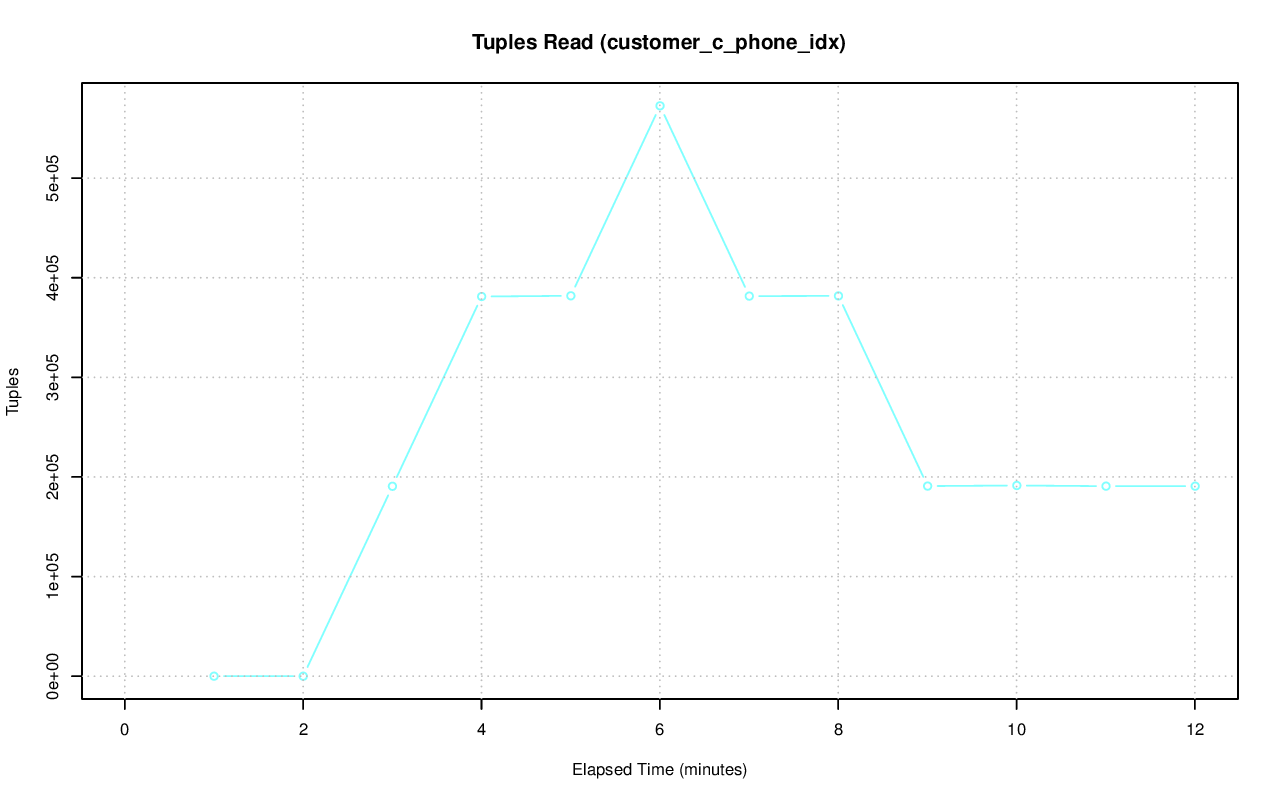 Tuples Read (customer_c_phone_idx)
Tuples
5e+05
4e+05
3e+05
2e+05
1e+05
0e+00
0 2 4 6 8 10 12
Elapsed Time (minutes)